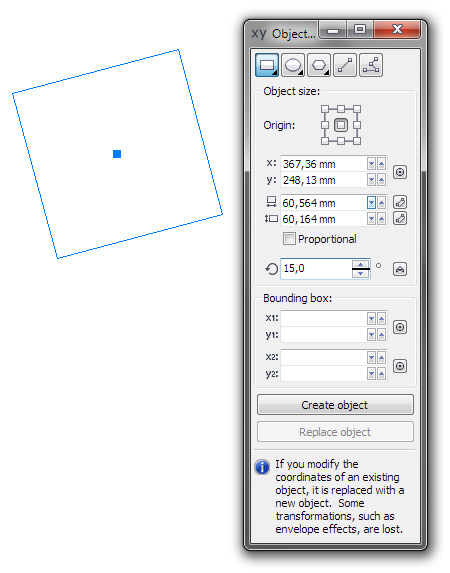 xy Object...
Object size:
Origin:
x: 367,36 mm
y: 248,13 mm
60,564 mm
60,164 mm
Proportional
15,0 °
Bounding box:
x1:
y1:
x2:
y2:
Create object
Replace object
If you modify the
coordinates of an existing
object, it is replaced with a
new object. Some
transformations, such as
envelope effects, are lost.